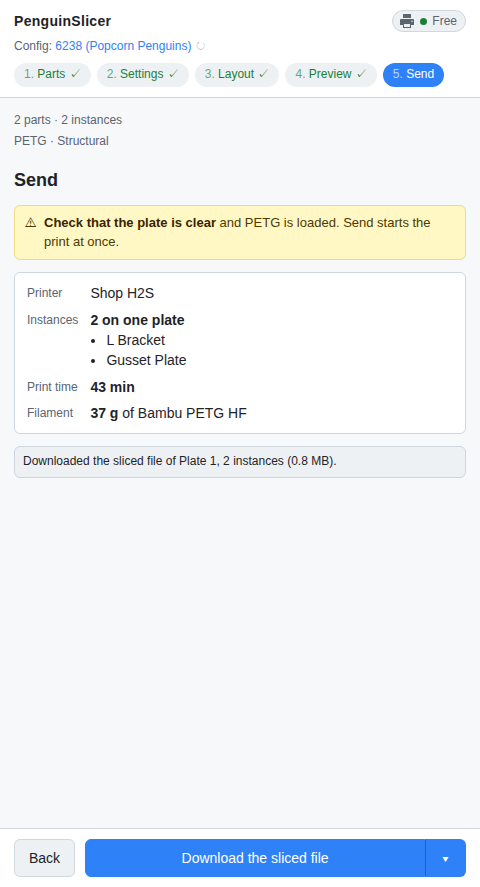 PenguinSlicer
Free
Config: 6238 (Popcorn Penguins)
1. Parts ✓
2. Settings ✓
3. Layout ✓
4. Preview ✓
5. Send
2 parts · 2 instances
PETG · Structural
Send
⚠ Check that the plate is clear and PETG is loaded. Send starts the
print at once.
Printer Shop H2S
Instances 2 on one plate
• L Bracket
• Gusset Plate
Print time 43 min
Filament 37 g of Bambu PETG HF
Downloaded the sliced file of Plate 1, 2 instances (0.8 MB).
Back
Download the sliced file
▼